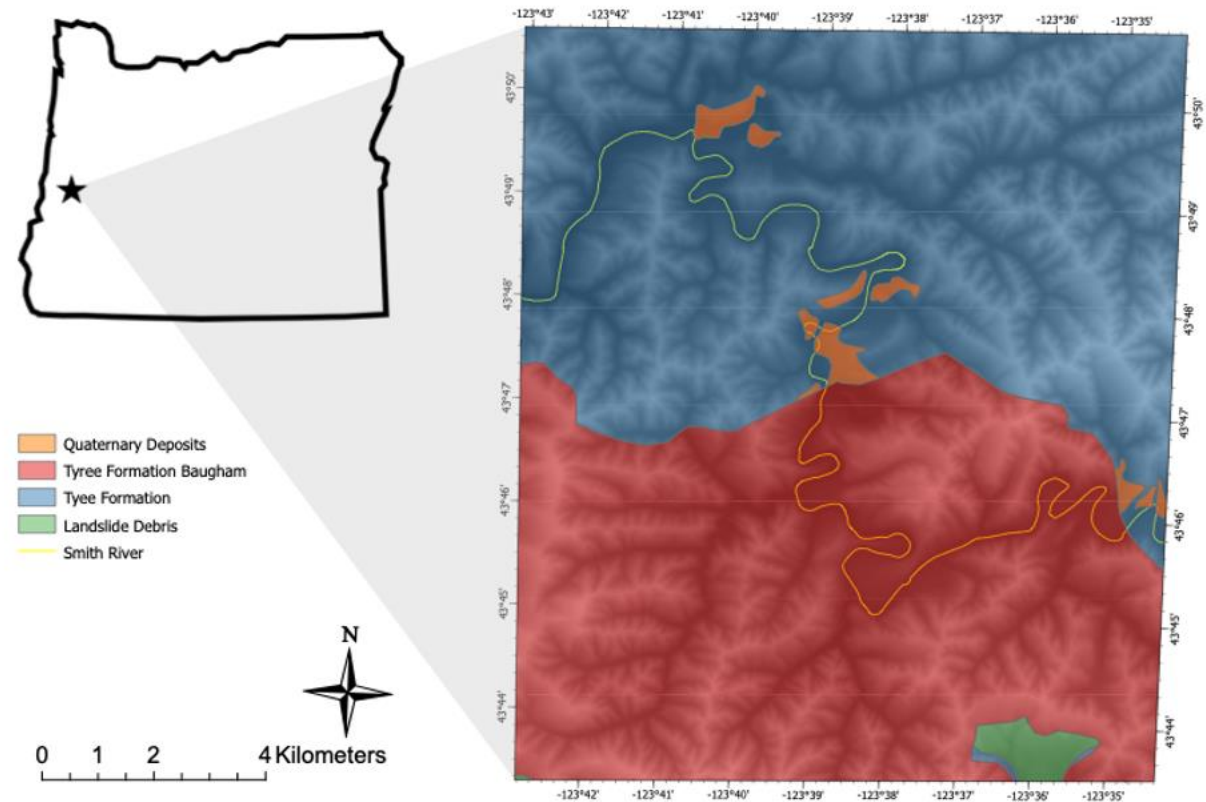 -123°43' -123°42' -123°41' -123°40' -123°39' -123°38' -123°37' -123°36' -123°35'
43°50' 43°50'
43°49' 43°49'
43°48' 43°48'
43°47' 43°47'
43°46' 43°46'
43°45' 43°45'
43°44' 43°44'
Quaternary Deposits
Tyree Formation Baugham
Tyee Formation
Landslide Debris
Smith River
N
0 1 2 4 Kilometers
-123°42' -123°41' -123°40' -123°39' -123°38' -123°37' -123°36' -123°35'